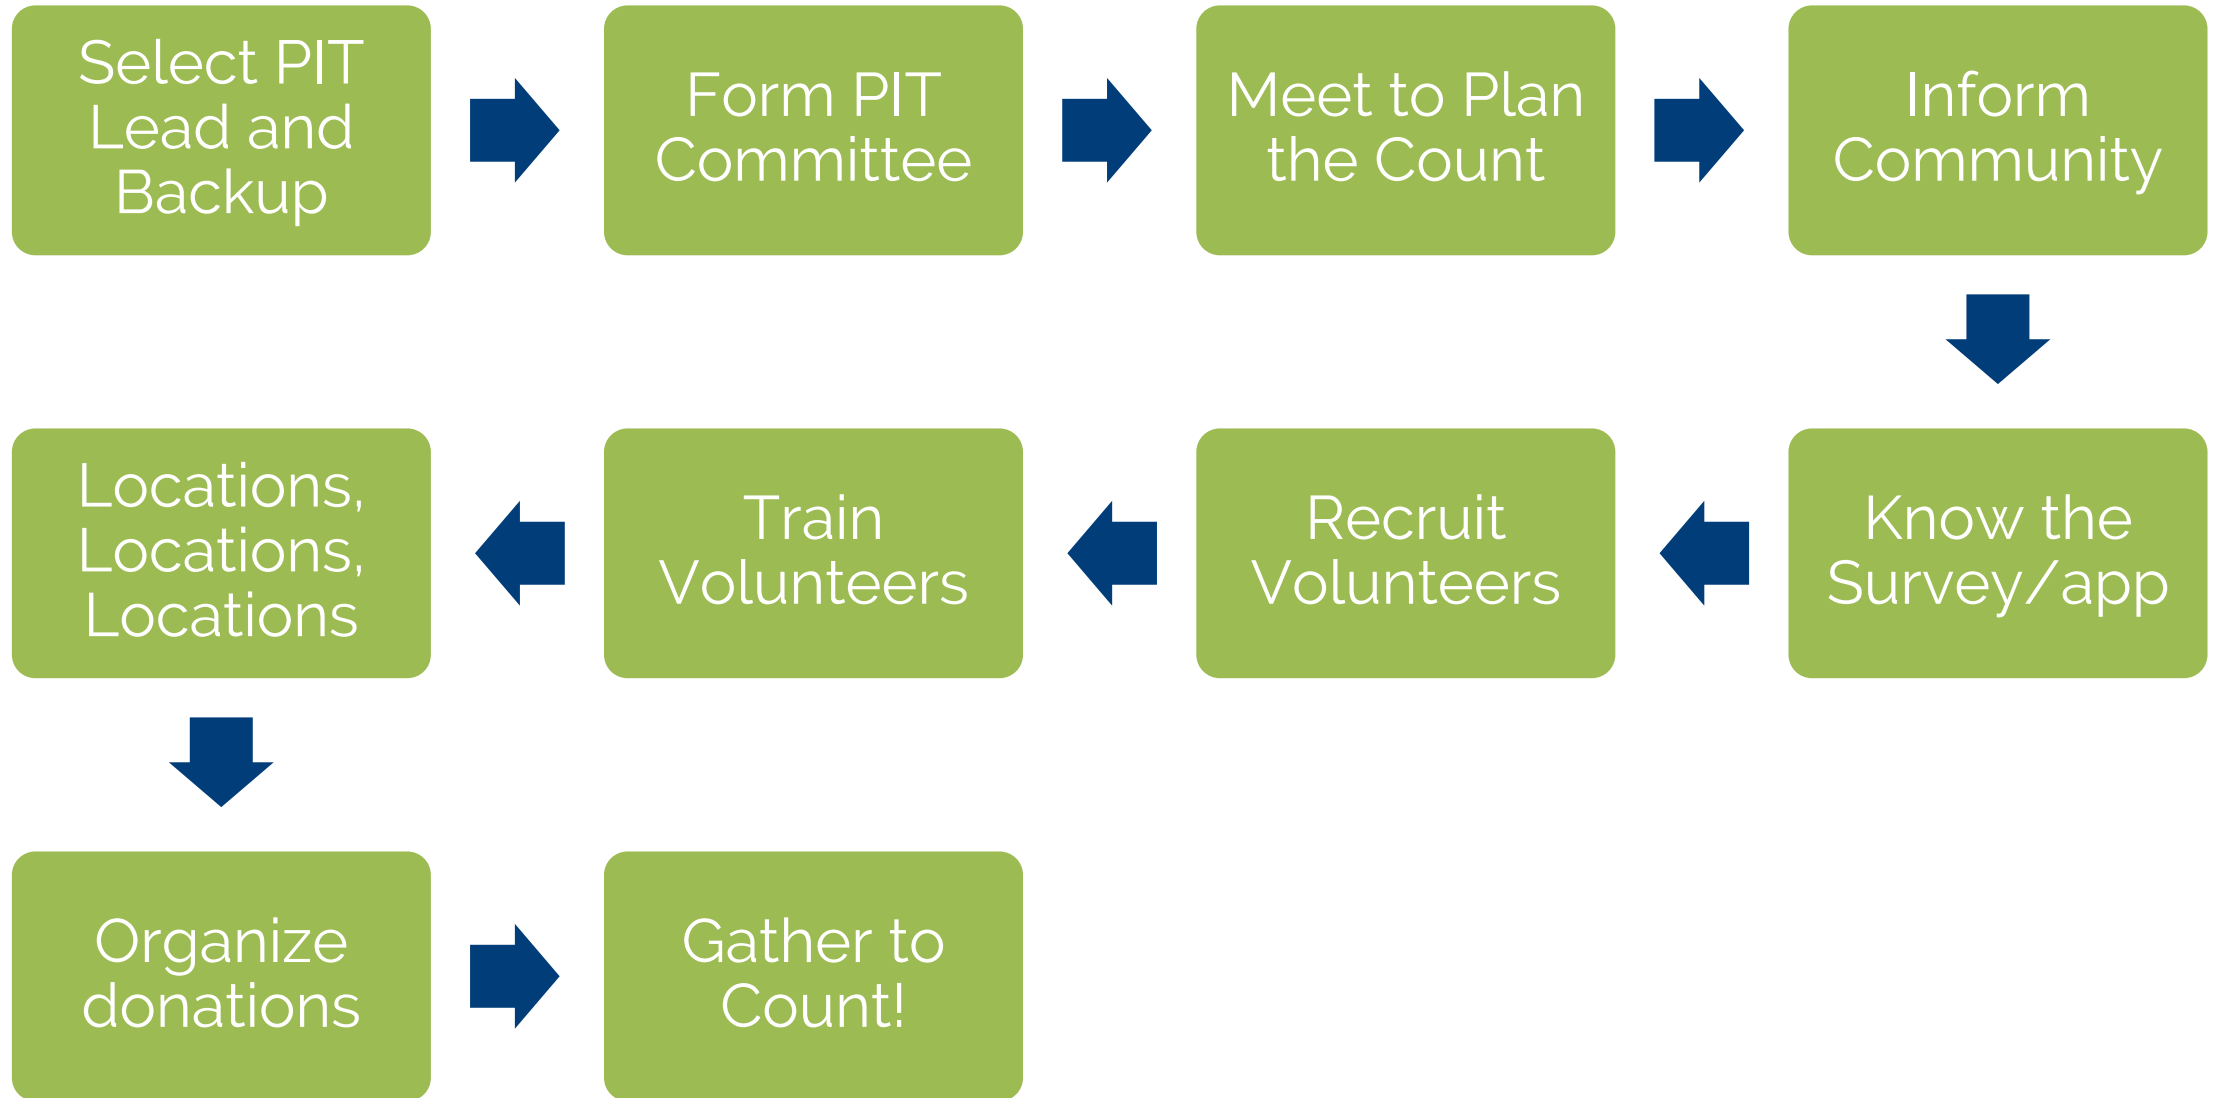 Select PIT
Lead and
Backup
Form PIT
Committee
Meet to Plan
the Count
Inform
Community
Know the
Survey/app
Recruit
Volunteers
Train
Volunteers
Locations,
Locations,
Locations
Organize
donations
Gather to
Count!